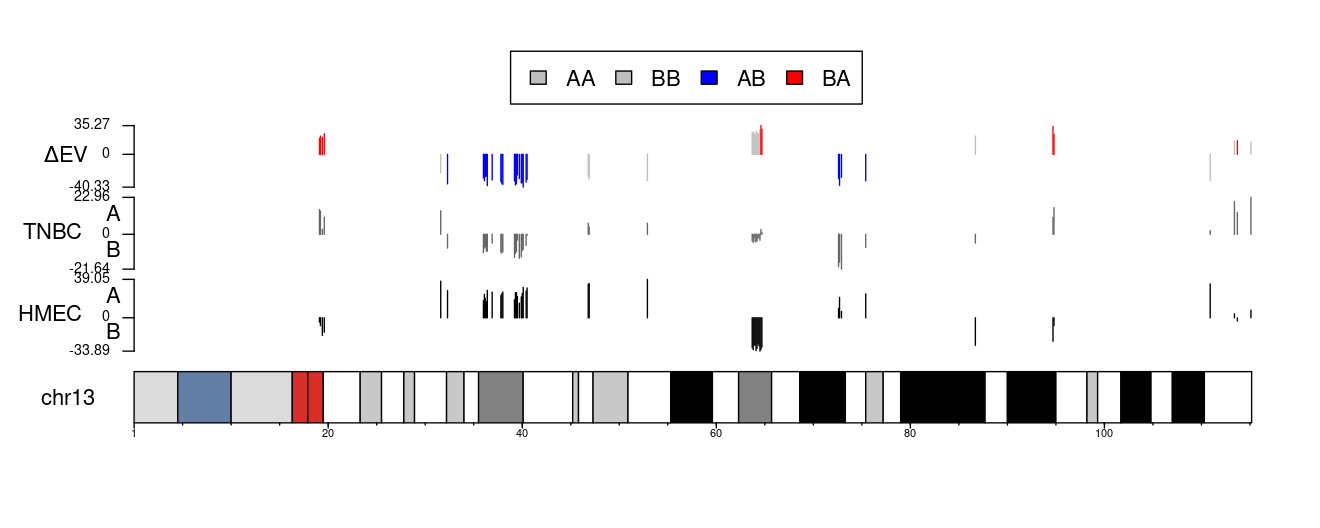 AA BB AB BA
35.27
ΔEV 0
-40.33
22.96
A
TNBC 0
B
-21.64
39.05
A
HMEC 0
B
-33.89
chr13
1 20 40 60 80 100